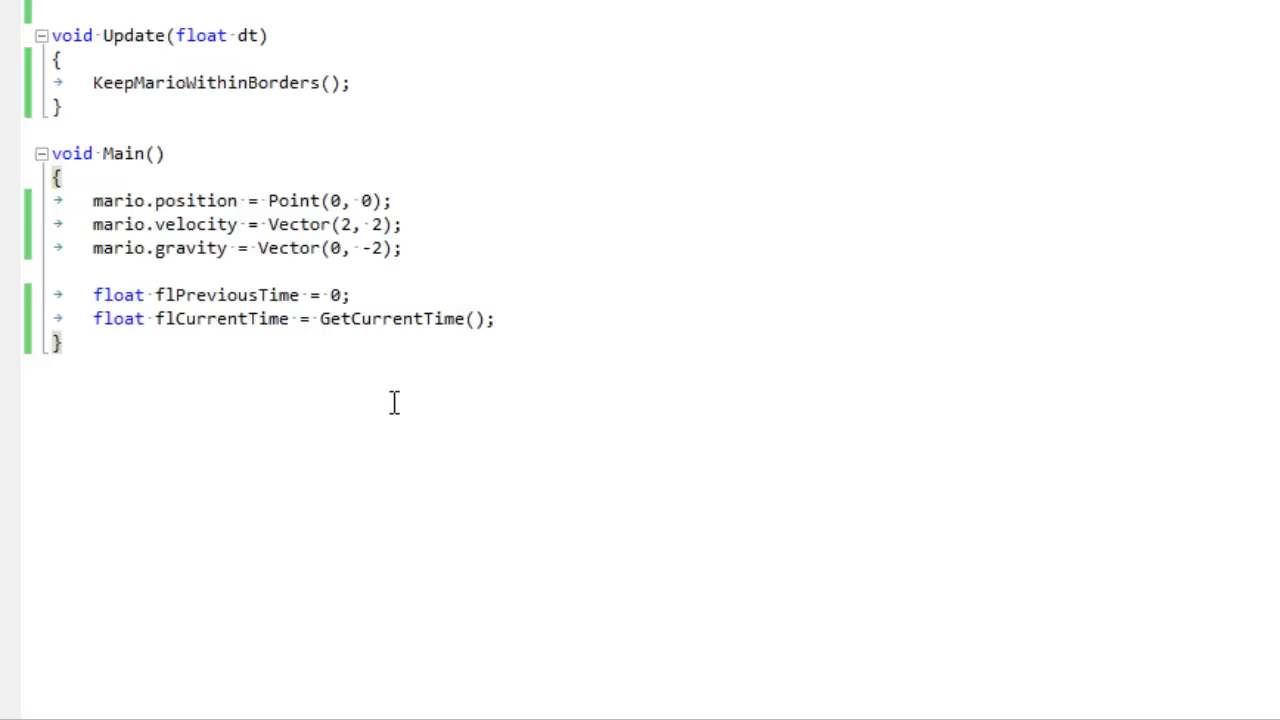 void Update(float dt)
{
KeepMarioWithinBorders();
}
void Main()
{
mario.position = Point(0, 0);
mario.velocity = Vector(2, 2);
mario.gravity = Vector(0, -2);
float flPreviousTime = 0;
float flCurrentTime = GetCurrentTime();
}